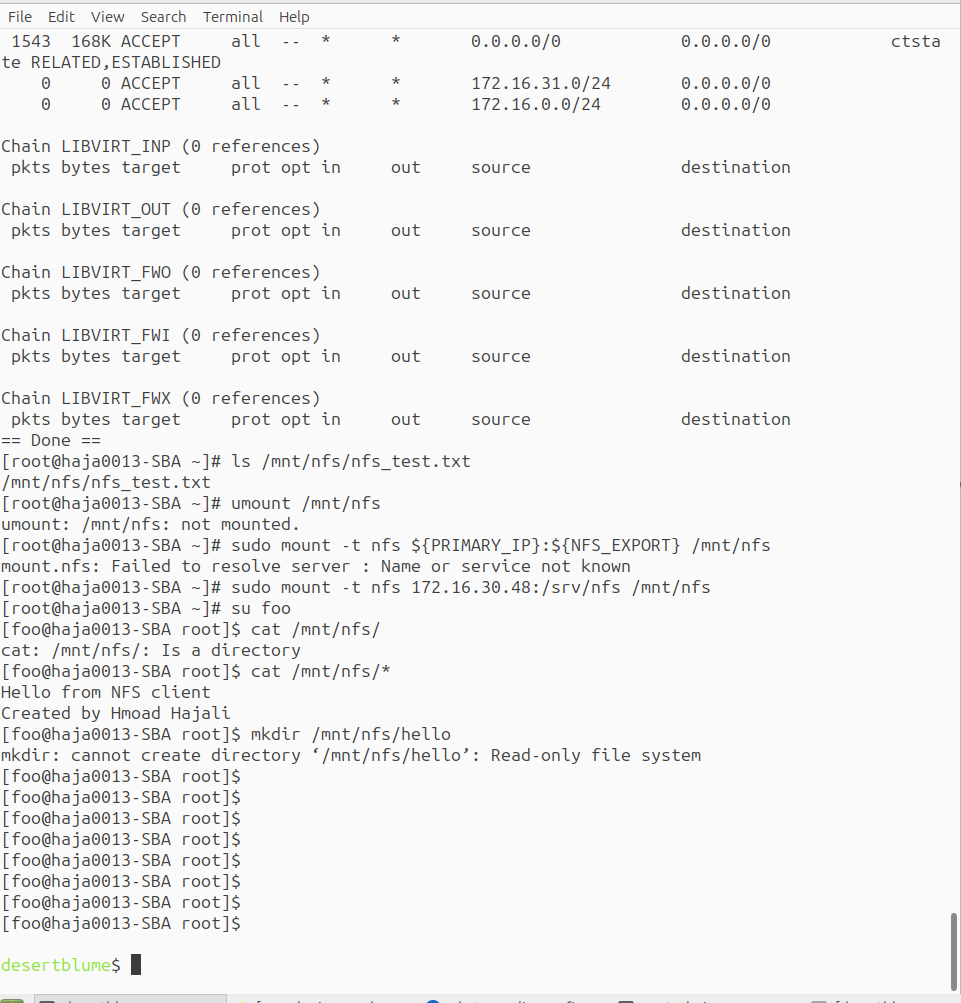 File Edit View Search Terminal Help
1543 168K ACCEPT all -- * * 0.0.0.0/0 0.0.0.0/0 ctsta
te RELATED,ESTABLISHED
0 0 ACCEPT all -- * * 172.16.31.0/24 0.0.0.0/0
0 0 ACCEPT all -- * * 172.16.0.0/24 0.0.0.0/0
Chain LIBVIRT_INP (0 references)
pkts bytes target prot opt in out source destination
Chain LIBVIRT_OUT (0 references)
pkts bytes target prot opt in out source destination
Chain LIBVIRT_FWO (0 references)
pkts bytes target prot opt in out source destination
Chain LIBVIRT_FWI (0 references)
pkts bytes target prot opt in out source destination
Chain LIBVIRT_FWX (0 references)
pkts bytes target prot opt in out source destination
== Done ==
[root@haja0013-SBA ~]# ls /mnt/nfs/nfs_test.txt
/mnt/nfs/nfs_test.txt
[root@haja0013-SBA ~]# umount /mnt/nfs
umount: /mnt/nfs: not mounted.
[root@haja0013-SBA ~]# sudo mount -t nfs ${PRIMARY_IP}:${NFS_EXPORT} /mnt/nfs
mount.nfs: Failed to resolve server : Name or service not known
[root@haja0013-SBA ~]# sudo mount -t nfs 172.16.30.48:/srv/nfs /mnt/nfs
[root@haja0013-SBA ~]# su foo
[foo@haja0013-SBA root]$ cat /mnt/nfs/
cat: /mnt/nfs/: Is a directory
[foo@haja0013-SBA root]$ cat /mnt/nfs/*
Hello from NFS client
Created by Hmoad Hajali
[foo@haja0013-SBA root]$ mkdir /mnt/nfs/hello
mkdir: cannot create directory ‘/mnt/nfs/hello’: Read-only file system
[foo@haja0013-SBA root]$
[foo@haja0013-SBA root]$
[foo@haja0013-SBA root]$
[foo@haja0013-SBA root]$
[foo@haja0013-SBA root]$
[foo@haja0013-SBA root]$
[foo@haja0013-SBA root]$
[foo@haja0013-SBA root]$
desertblume$